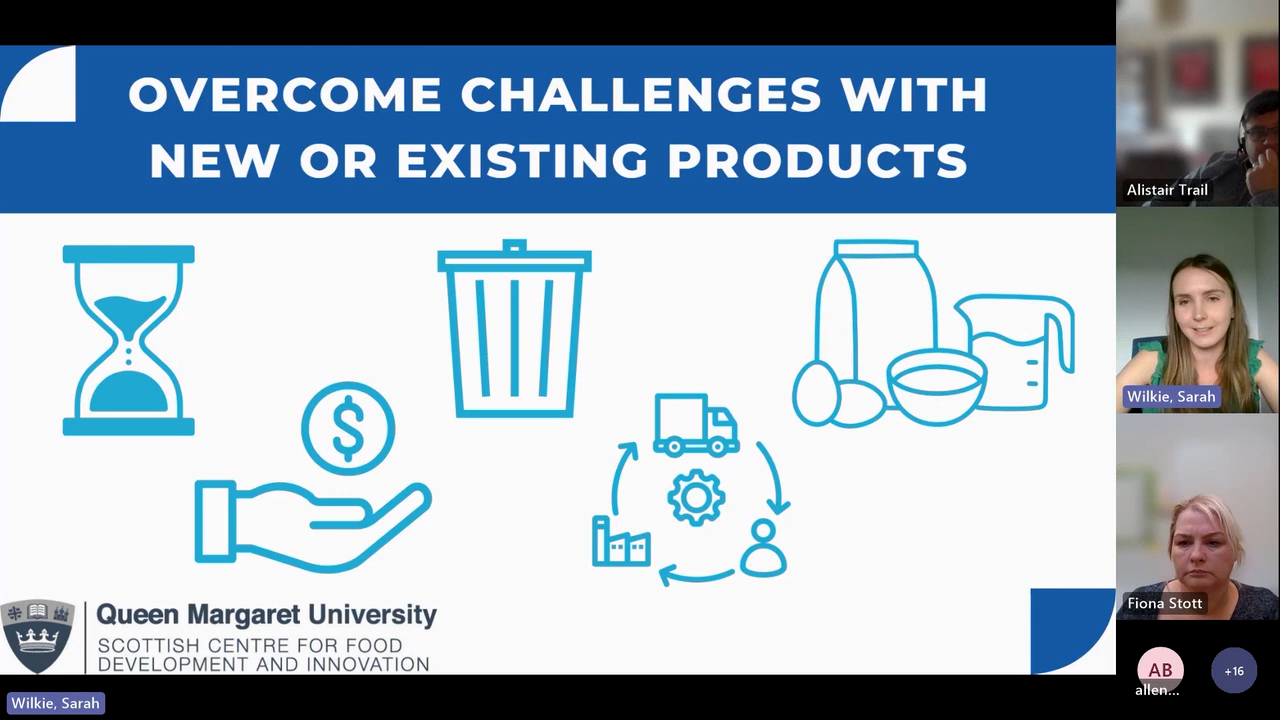 OVERCOME CHALLENGES WITH
NEW OR EXISTING PRODUCTS
$
Queen Margaret University
SCOTTISH CENTRE FOR FOOD
DEVELOPMENT AND INNOVATION
Wilkie, Sarah
Alistair Trail
Wilkie, Sarah
Fiona Stott
AB
allen...
+16